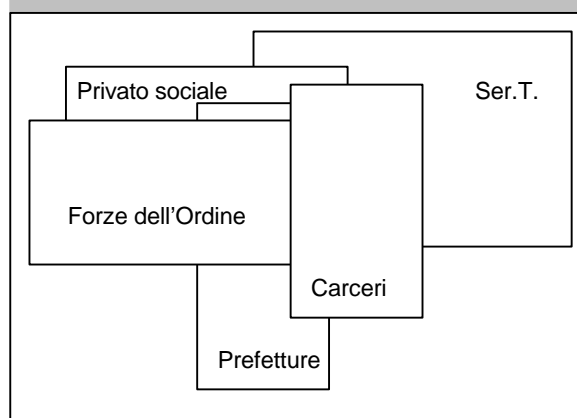 Privato sociale
Ser.T.
Forze dell'Ordine
Carceri
Prefetture